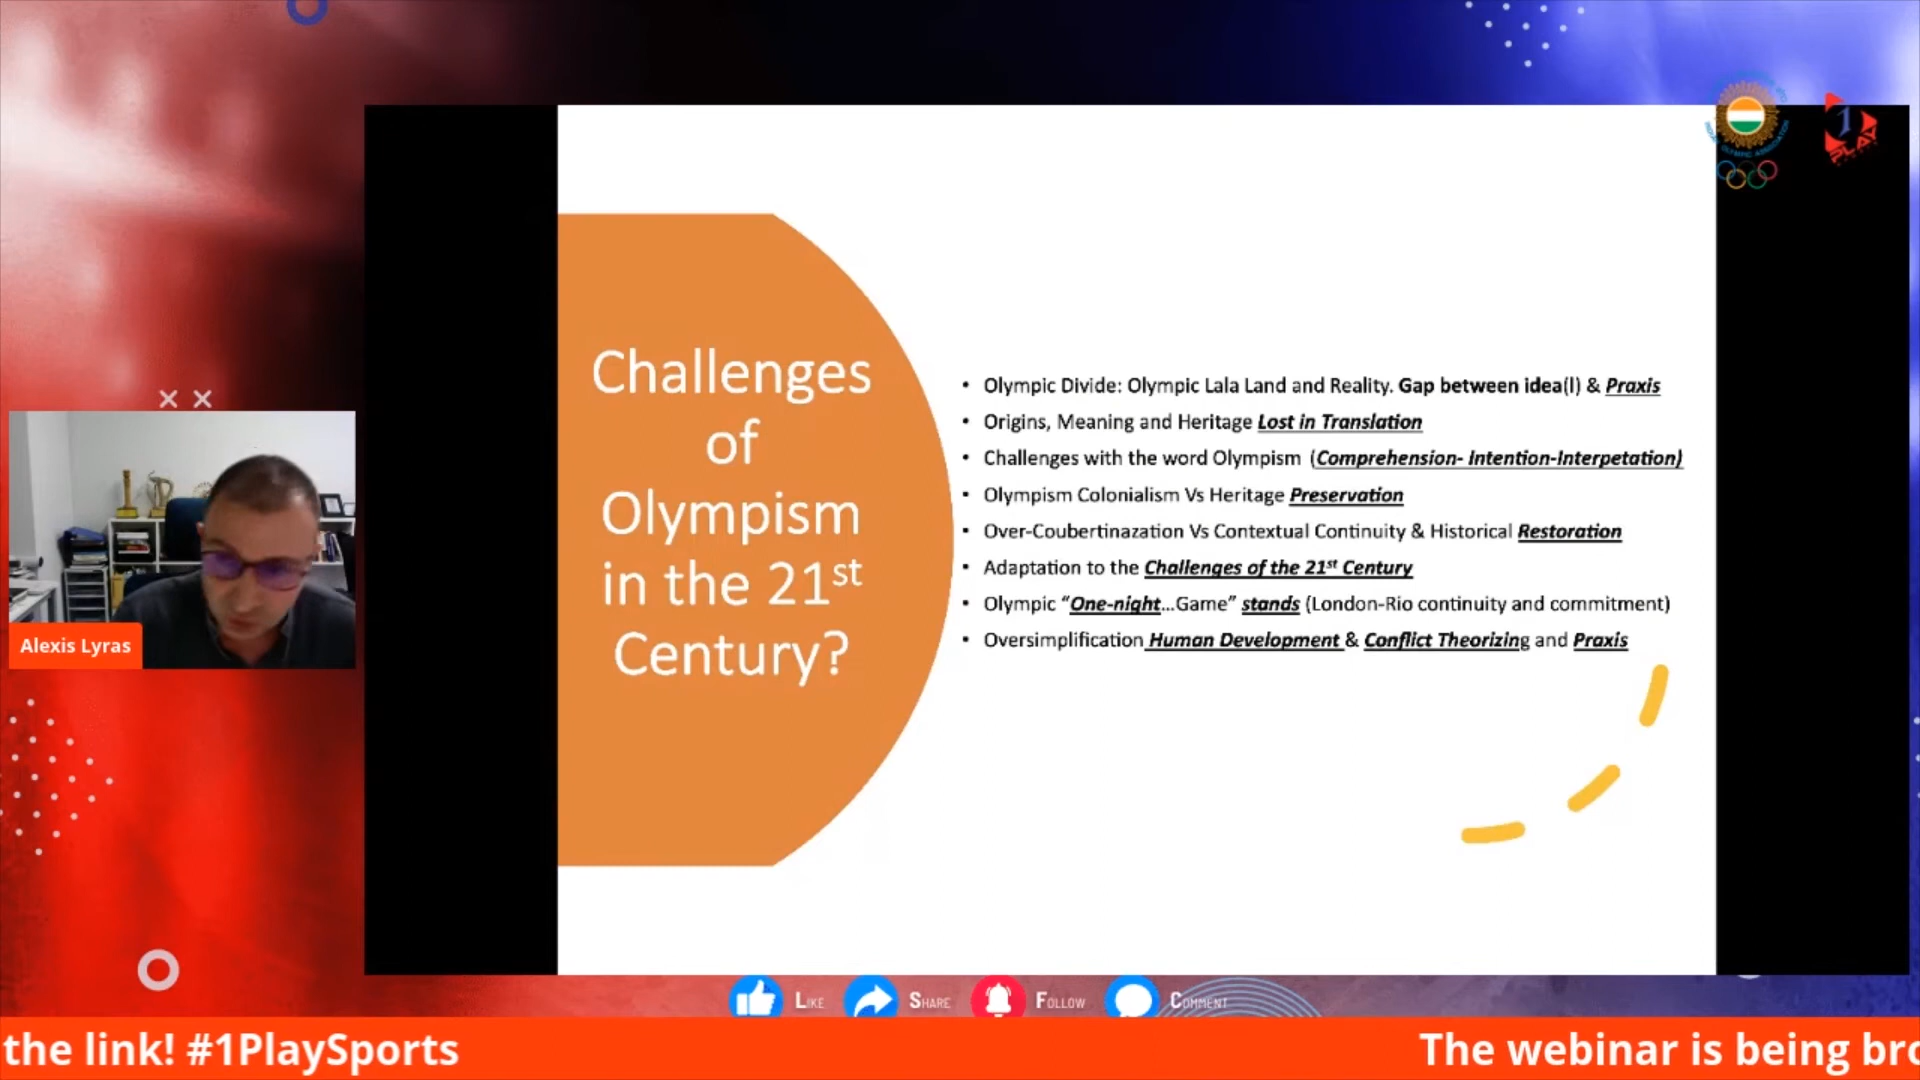 Challenges
of
Olympism
in the 21st
Century?
• Olympic Divide: Olympic Lala Land and Reality. Gap between idea(l) & Praxis
• Origins, Meaning and Heritage Lost in Translation
• Challenges with the word Olympism (Comprehension- Intention-Interpetation)
• Olympism Colonialism Vs Heritage Preservation
• Over-Coubertinazation Vs Contextual Continuity & Historical Restoration
• Adaptation to the Challenges of the 21st Century
• Olympic “One-night...Game” stands (London-Rio continuity and commitment)
• Oversimplification Human Development & Conflict Theorizing and Praxis
Alexis Lyras
1
PLAY
LIKE SHARE FOLLOW COMMENT
the link! #1PlaySports The webinar is being bro